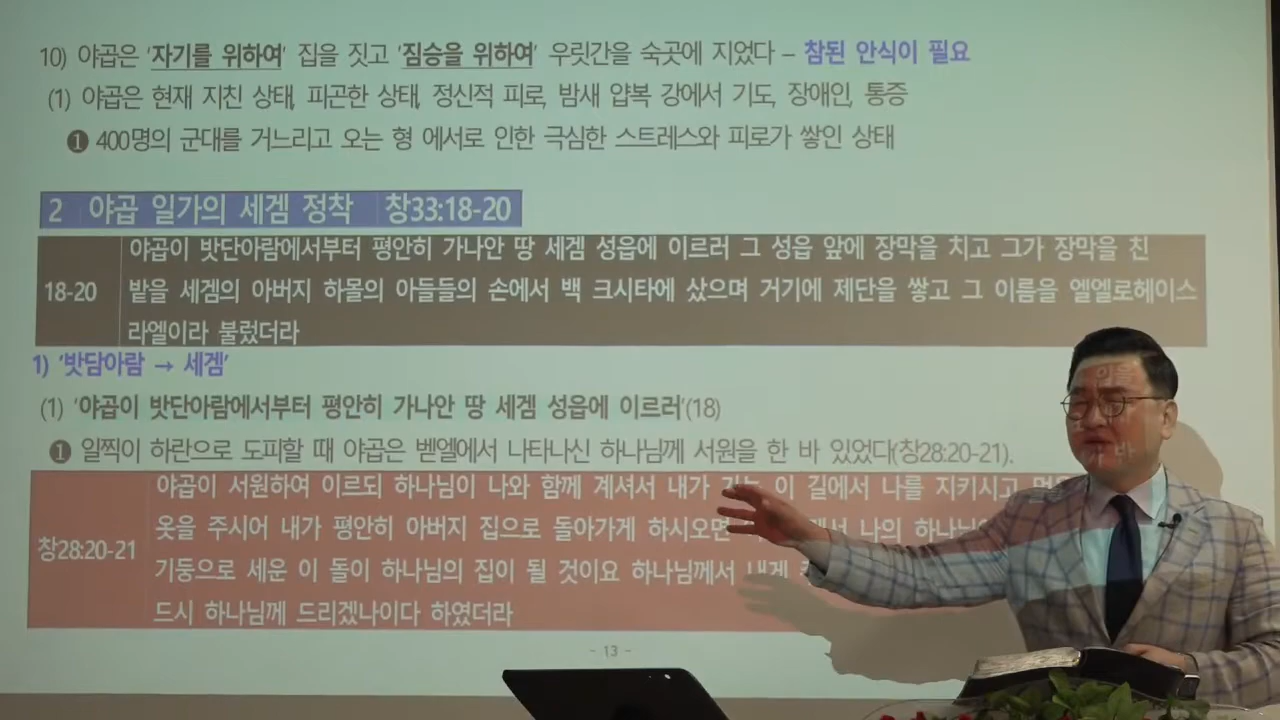 10) 야곱은 '자기를 위하여' 집을 짓고 '짐승을 위하여' 우릿간을 숙곳에 지었다 – 참된 안식이 필요
(1) 야곱은 현재 지친 상태, 피곤한 상태, 정신적 피로, 밤새 얍복 강에서 기도, 장애인, 통증
❶ 400명의 군대를 거느리고 오는 형 에서로 인한 극심한 스트레스와 피로가 쌓인 상태
2 야곱 일가의 세겜 정착 창33:18-20
야곱이 밧단아람에서부터 평안히 가나안 땅 세겜 성읍에 이르러 그 성읍 앞에 장막을 치고 그가 장막을 친
18-20 밭을 세겜의 아버지 하몰의 아들들의 손에서 백 크시타에 샀으며 거기에 제단을 쌓고 그 이름을 엘엘로헤이스
라엘이라 불렀더라
1) '밧담아람 → 세겜'
(1) '야곱이 밧단아람에서부터 평안히 가나안 땅 세겜 성읍에 이르러'(18)
❶ 일찍이 하란으로 도피할 때 야곱은 벧엘에서 나타나신 하나님께 서원을 한 바 있었다(창28:20-21).
야곱이 서원하여 이르되 하나님이 나와 함께 계셔서 내가 가는 이 길에서 나를 지키시고
옷을 주시어 내가 평안히 아버지 집으로 돌아가게 하시오면 나의
창28:20-21 기둥으로 세운 이 돌이 하나님의 집이 될 것이요 하나님께서 내게
드시 하나님께 드리겠나이다 하였더라
- 13 -